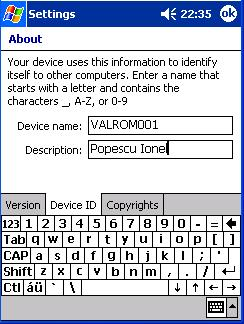 Settings 22:35 ok
About
Your device uses this information to identify
itself to other computers. Enter a name that
starts with a letter and contains the
characters _, A-Z, or 0-9
Device name: VALROM001
Description: Popescu Ionel
Version Device ID Copyrights
123 1 2 3 4 5 6 7 8 9 0 - =
Tab q w e r t y u i o p [ ]
CAP a s d f g h j k l ; '
Shift z x c v b n m , . /
Ctl áü ` \